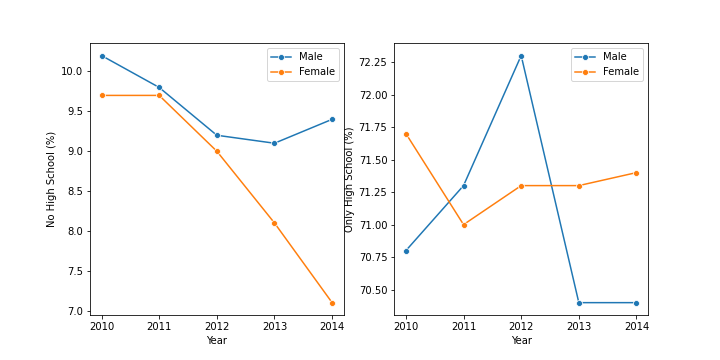 No High School (%)
10.0
9.5
9.0
8.5
8.0
7.5
7.0
2010 2011 2012 2013 2014
Year
Male
Female
Only High School (%)
72.25
72.00
71.75
71.50
71.25
71.00
70.75
70.50
2010 2011 2012 2013 2014
Year
Male
Female